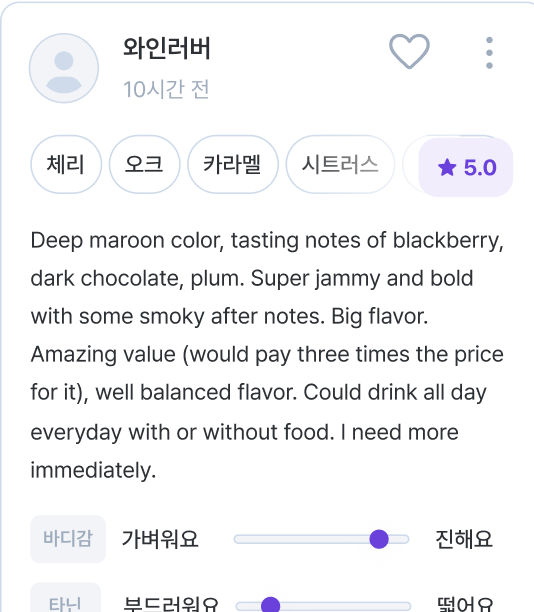 와인러버
10시간 전
체리 오크 카라멜 시트러스 5.0
Deep maroon color, tasting notes of blackberry,
dark chocolate, plum. Super jammy and bold
with some smoky after notes. Big flavor.
Amazing value (would pay three times the price
for it), well balanced flavor. Could drink all day
everyday with or without food. I need more
immediately.
바디감 가벼워요 진해요
타닌 부드러워요 떫어요